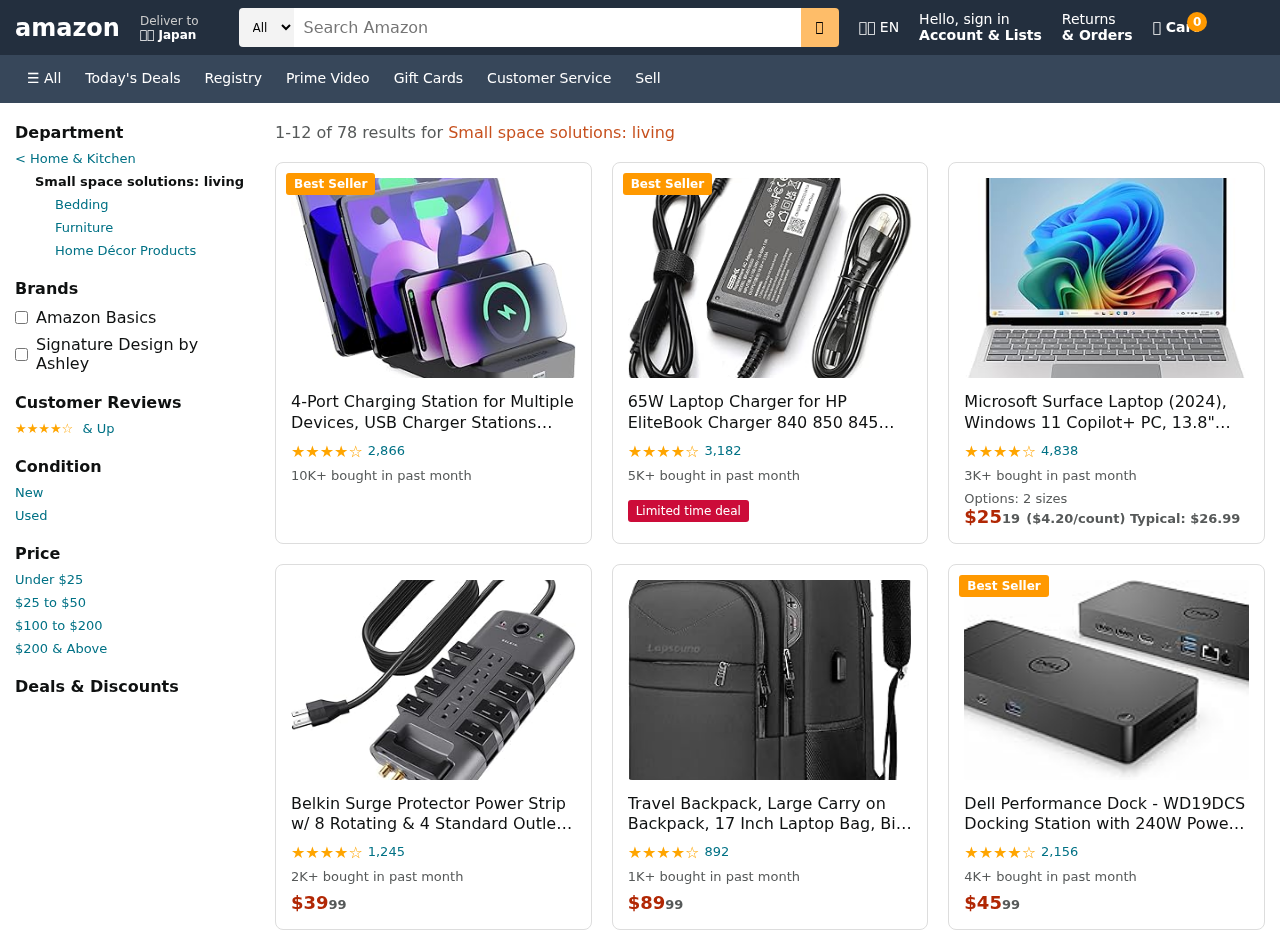 amazon
Deliver to
Japan
All
Search Amazon
EN
Hello, sign in
Account & Lists
Returns
& Orders
0
☰ All
Today's Deals
Registry
Prime Video
Gift Cards
Customer Service
Sell
Department
< Home & Kitchen
Small space solutions: living
Bedding
Furniture
Home Décor Products
Brands
Amazon Basics
Signature Design by
Ashley
Customer Reviews
★★★★☆ & Up
Condition
New
Used
Price
Under $25
$25 to $50
$100 to $200
$200 & Above
Deals & Discounts
1-12 of 78 results for Small space solutions: living
Best Seller
4-Port Charging Station for Multiple
Devices, USB Charger Stations…
★★★★☆ 2,866
10K+ bought in past month
Best Seller
65W Laptop Charger for HP
EliteBook Charger 840 850 845…
★★★★☆ 3,182
5K+ bought in past month
Limited time deal
Microsoft Surface Laptop (2024),
Windows 11 Copilot+ PC, 13.8"…
★★★★☆ 4,838
3K+ bought in past month
Options: 2 sizes
$2519 ($4.20/count) Typical: $26.99
Belkin Surge Protector Power Strip
w/ 8 Rotating & 4 Standard Outle…
★★★★☆ 1,245
2K+ bought in past month
$3999
Lapsouno
Travel Backpack, Large Carry on
Backpack, 17 Inch Laptop Bag, Bi…
★★★★☆ 892
1K+ bought in past month
$8999
Best Seller
DELL
Dell Performance Dock - WD19DCS
Docking Station with 240W Powe…
★★★★☆ 2,156
4K+ bought in past month
$4599